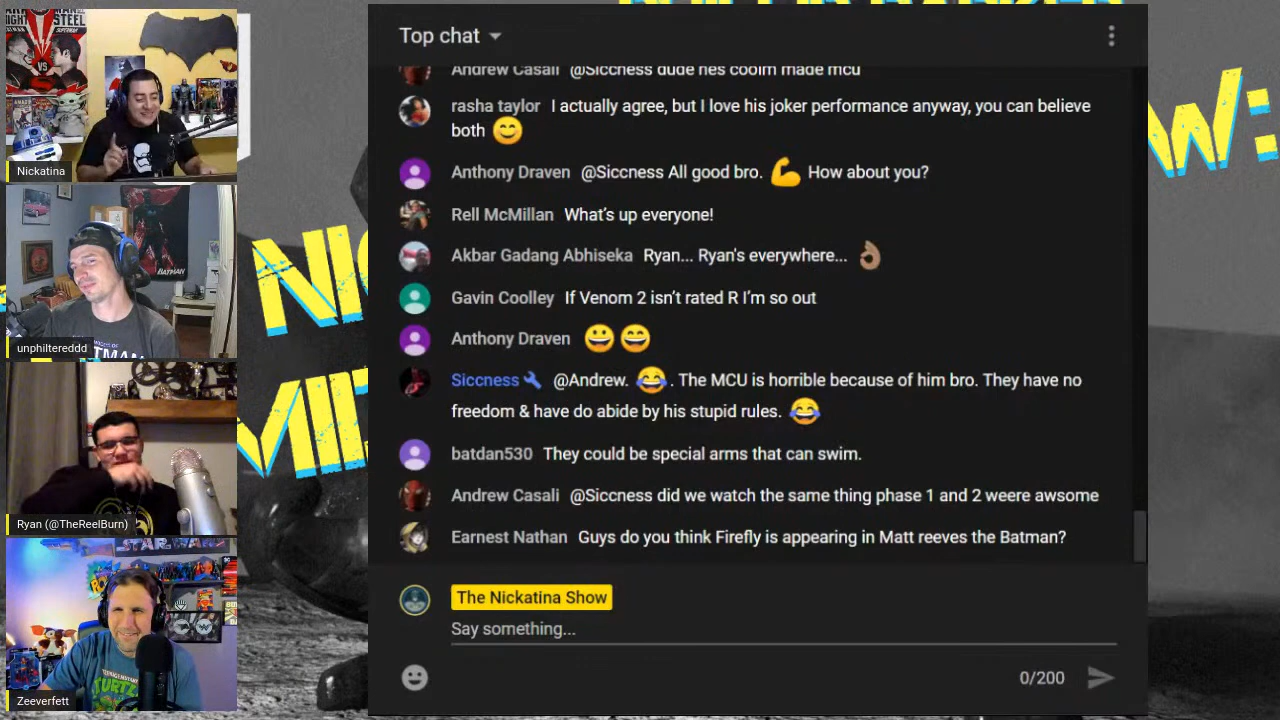 Top chat
Andrew Casali @Siccness dude hes coolm made mcu
rasha taylor I actually agree, but I love his joker performance anyway, you can believe
both 😊
Anthony Draven @Siccness All good bro. 💪 How about you?
Rell McMillan What's up everyone!
Akbar Gadang Abhiseka Ryan... Ryan's everywhere... 👌🏽
Gavin Coolley If Venom 2 isn't rated R I'm so out
Anthony Draven 😀 😄
Siccness @Andrew. 😂. The MCU is horrible because of him bro. They have no
freedom & have do abide by his stupid rules. 😂
batdan530 They could be special arms that can swim.
Andrew Casali @Siccness did we watch the same thing phase 1 and 2 weere awsome
Earnest Nathan Guys do you think Firefly is appearing in Matt reeves the Batman?
The Nickatina Show
Say something...
0/200
Nickatina
unphiltereddd
Ryan (@TheReelBurn)
Zeeverfett
STEEL
VS
BATMAN
STAR
TURTL